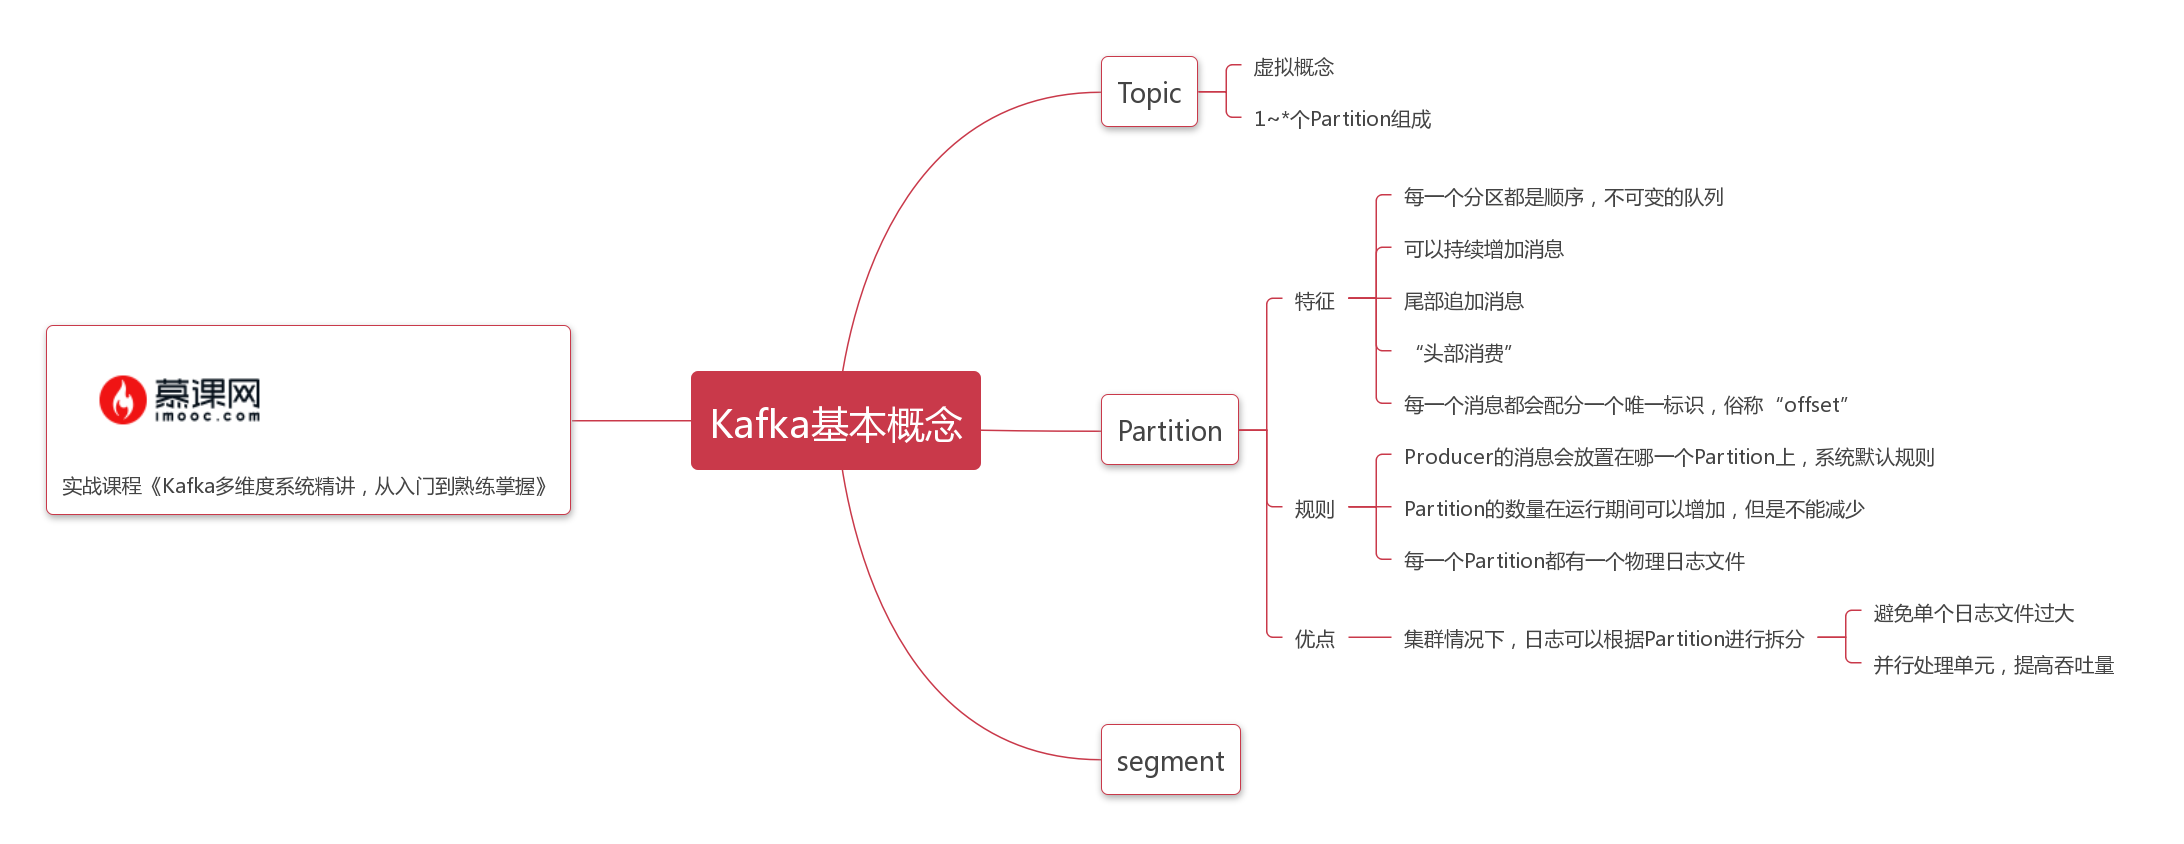 慕课网
imooc.com
实战课程《Kafka多维度系统精讲，从入门到熟练掌握》
Kafka基本概念
Topic
虚拟概念
1~*个Partition组成
Partition
特征
每一个分区都是顺序，不可变的队列
可以持续增加消息
尾部追加消息
“头部消费”
每一个消息都会配分一个唯一标识，俗称“offset”
规则
Producer的消息会放置在哪一个Partition上，系统默认规则
Partition的数量在运行期间可以增加，但是不能减少
每一个Partition都有一个物理日志文件
优点
集群情况下，日志可以根据Partition进行拆分
避免单个日志文件过大
并行处理单元，提高吞吐量
segment